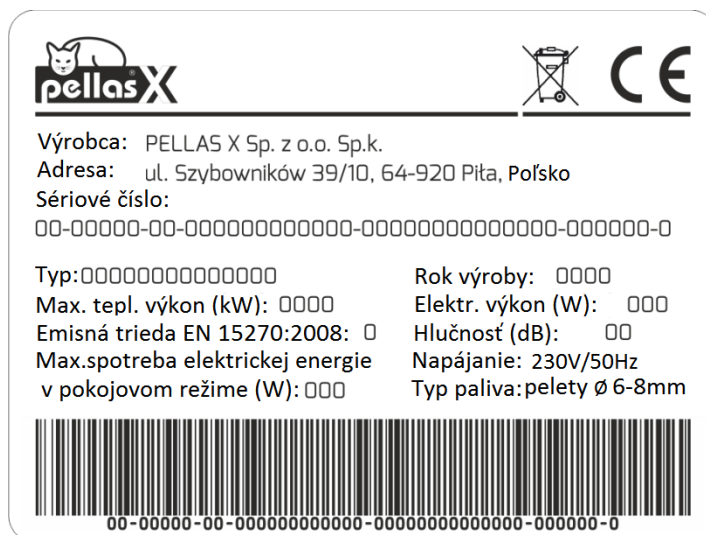 pellas X
CE
Výrobca: PELLAS X Sp. z o.o. Sp.k.
Adresa: ul. Szybowników 39/10, 64-920 Piła, Poľsko
Sériové číslo:
00-00000-00-000000000000-00000000000000-000000-0
Typ:00000000000000 Rok výroby: 0000
Max. tepl. výkon (kW): 0000 Elektr. výkon (W): 000
Emisná trieda EN 15270:2008: 0 Hlučnosť (dB): 00
Max.spotreba elektrickej energie Napájanie: 230V/50Hz
v pokojovom režime (W): 000 Typ paliva: pelety Ø 6-8mm
00-00000-00-000000000000-00000000000000-000000-0